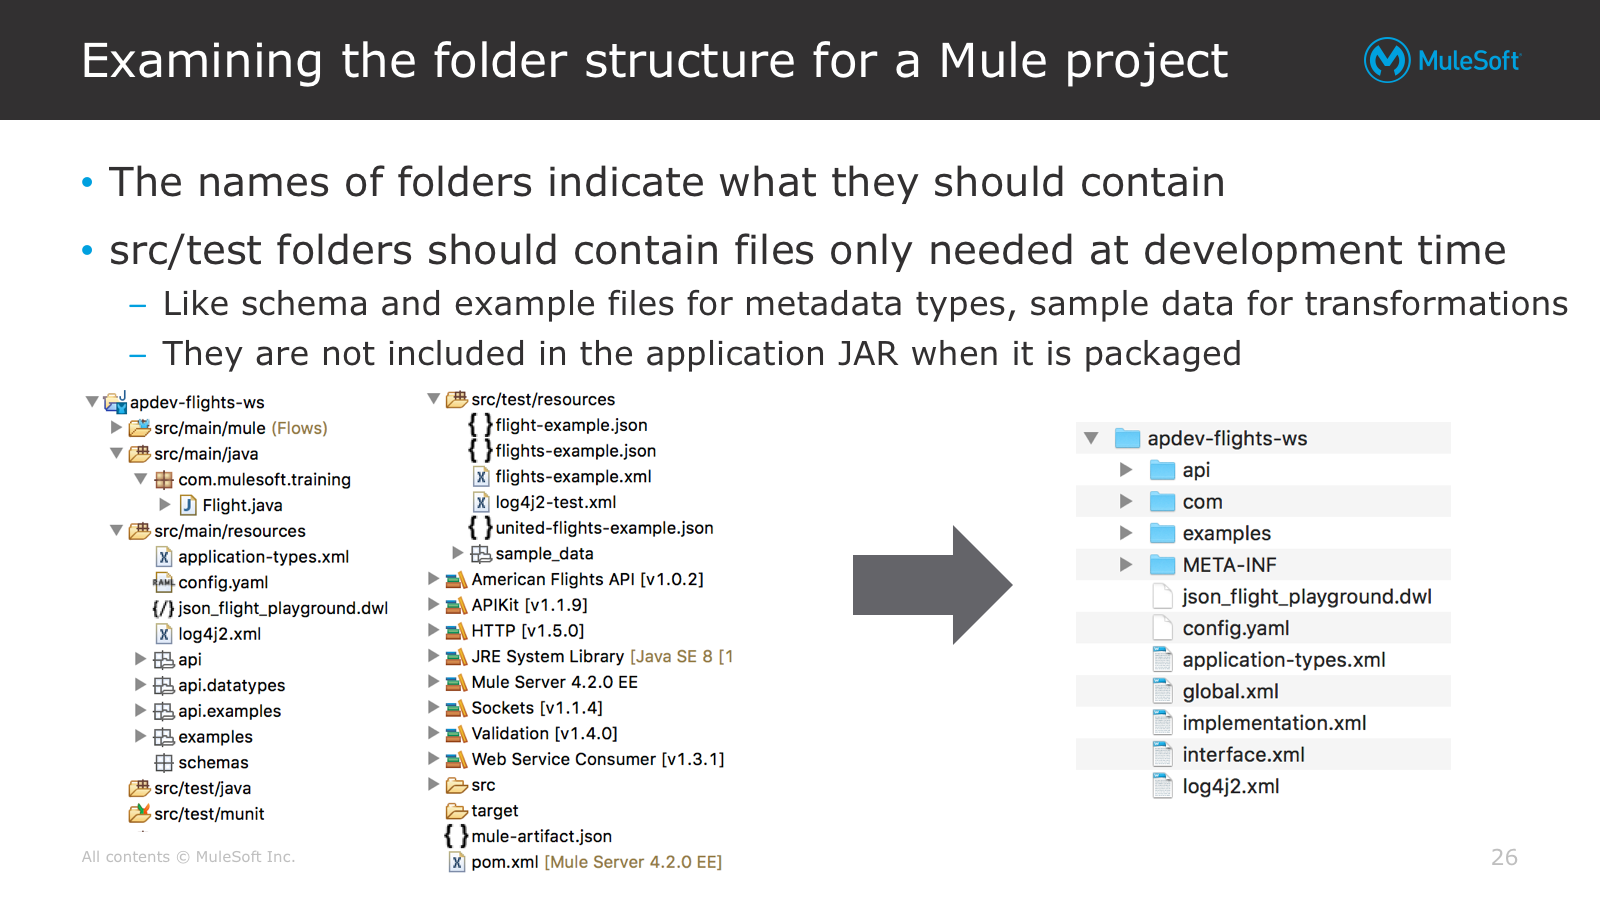 Examining the folder structure for a Mule project
MuleSoft
• The names of folders indicate what they should contain
• src/test folders should contain files only needed at development time
– Like schema and example files for metadata types, sample data for transformations
– They are not included in the application JAR when it is packaged
apdev-flights-ws
src/main/mule (Flows)
src/main/java
com.mulesoft.training
Flight.java
src/main/resources
application-types.xml
config.yaml
json_flight_playground.dwl
log4j2.xml
api
api.datatypes
api.examples
examples
schemas
src/test/java
src/test/munit
src/test/resources
flight-example.json
flights-example.json
flights-example.xml
log4j2-test.xml
united-flights-example.json
sample_data
American Flights API [v1.0.2]
APIKit [v1.1.9]
HTTP [v1.5.0]
JRE System Library [Java SE 8 [1
Mule Server 4.2.0 EE
Sockets [v1.1.4]
Validation [v1.4.0]
Web Service Consumer [v1.3.1]
src
target
mule-artifact.json
pom.xml [Mule Server 4.2.0 EE]
apdev-flights-ws
api
com
examples
META-INF
json_flight_playground.dwl
config.yaml
application-types.xml
global.xml
implementation.xml
interface.xml
log4j2.xml
All contents © MuleSoft Inc.
26